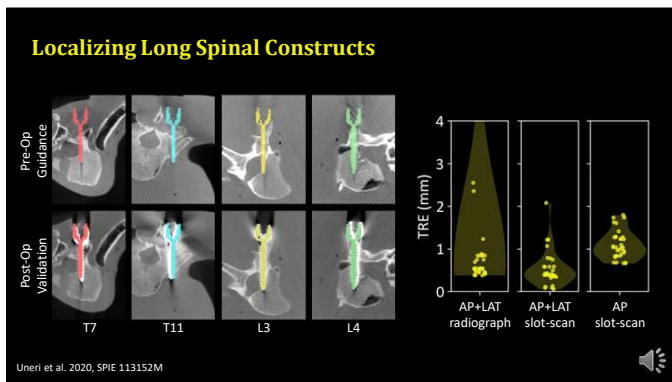 Localizing Long Spinal Constructs
Pre-Op
Guidance
Post-Op
Validation
T7
T11
L3
L4
TRE (mm)
4
3
2
1
0
AP+LAT
radiograph
AP+LAT
slot-scan
AP
slot-scan
Uneri et al. 2020, SPIE 113152M